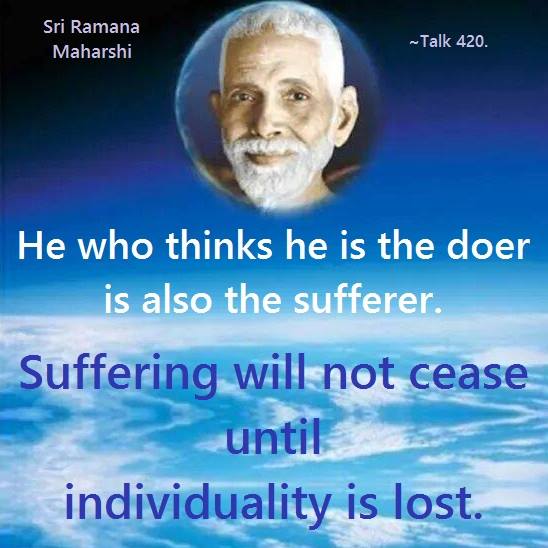 Sri Ramana
Maharshi
~Talk 420.
He who thinks he is the doer
is also the sufferer.
Suffering will not cease
until
individuality is lost.